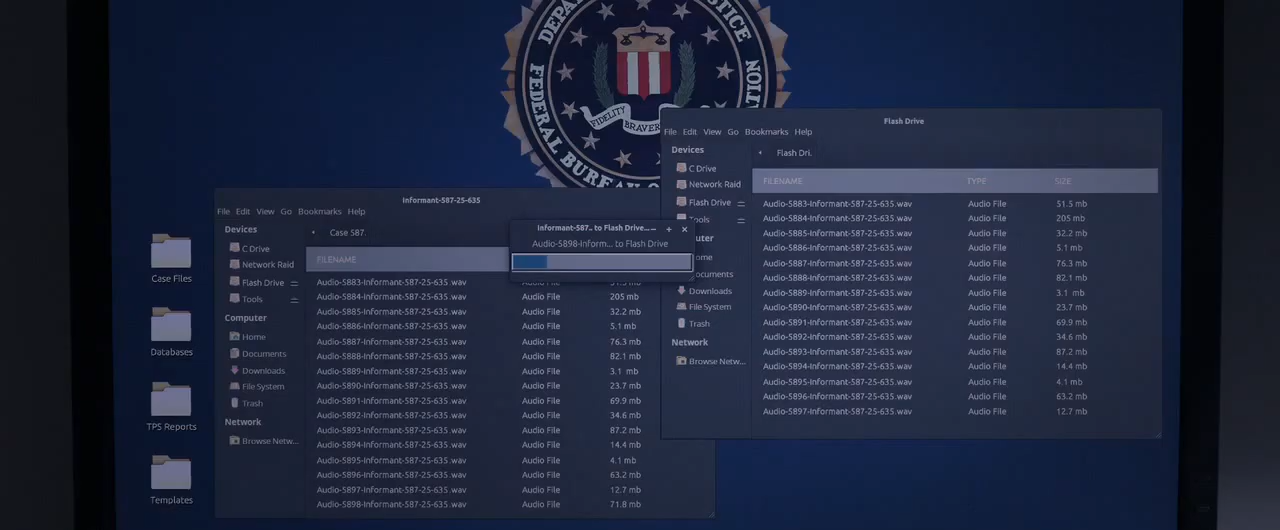 DEPARTMENT OF JUSTICE
FEDERAL BUREAU OF
FIDELITY BRAVERY
Flash Drive
File Edit View Go Bookmarks Help
Devices
Flash Dri.
C Drive
Network Raid
Flash Drive
Tools
Documents
Downloads
File System
Trash
Network
Browse Netw...
FILENAME TYPE SIZE
Audio-5883-Informant-587-25-635.wav Audio File 51.5 mb
Audio-5884-Informant-587-25-635.wav Audio File 205 mb
Audio-5885-Informant-587-25-635.wav Audio File 32.2 mb
Audio-5886-Informant-587-25-635.wav Audio File 5.1 mb
Audio-5887-Informant-587-25-635.wav Audio File 76.3 mb
Audio-5888-Informant-587-25-635.wav Audio File 82.1 mb
Audio-5889-Informant-587-25-635.wav Audio File 3.1 mb
Audio-5890-Informant-587-25-635.wav Audio File 23.7 mb
Audio-5891-Informant-587-25-635.wav Audio File 69.9 mb
Audio-5892-Informant-587-25-635.wav Audio File 34.6 mb
Audio-5893-Informant-587-25-635.wav Audio File 87.2 mb
Audio-5894-Informant-587-25-635.wav Audio File 14.4 mb
Audio-5895-Informant-587-25-635.wav Audio File 4.1 mb
Audio-5896-Informant-587-25-635.wav Audio File 63.2 mb
Audio-5897-Informant-587-25-635.wav Audio File 12.7 mb
Informant-587.. to Flash Drive...
Audio-5898-Inform... to Flash Drive
Informant-587-25-635
File Edit View Go Bookmarks Help
Devices
Case 587.
C Drive
Network Raid
Flash Drive
Tools
Computer
Home
Documents
Downloads
File System
Trash
Network
Browse Netw...
FILENAME
Audio-5883-Informant-587-25-635.wav Audio File 51.5 mb
Audio-5884-Informant-587-25-635.wav Audio File 205 mb
Audio-5885-Informant-587-25-635.wav Audio File 32.2 mb
Audio-5886-Informant-587-25-635.wav Audio File 5.1 mb
Audio-5887-Informant-587-25-635.wav Audio File 76.3 mb
Audio-5888-Informant-587-25-635.wav Audio File 82.1 mb
Audio-5889-Informant-587-25-635.wav Audio File 3.1 mb
Audio-5890-Informant-587-25-635.wav Audio File 23.7 mb
Audio-5891-Informant-587-25-635.wav Audio File 69.9 mb
Audio-5892-Informant-587-25-635.wav Audio File 34.6 mb
Audio-5893-Informant-587-25-635.wav Audio File 87.2 mb
Audio-5894-Informant-587-25-635.wav Audio File 14.4 mb
Audio-5895-Informant-587-25-635.wav Audio File 4.1 mb
Audio-5896-Informant-587-25-635.wav Audio File 63.2 mb
Audio-5897-Informant-587-25-635.wav Audio File 12.7 mb
Audio-5898-Informant-587-25-635.wav Audio File 71.8 mb
Case Files
Databases
TPS Reports
Templates